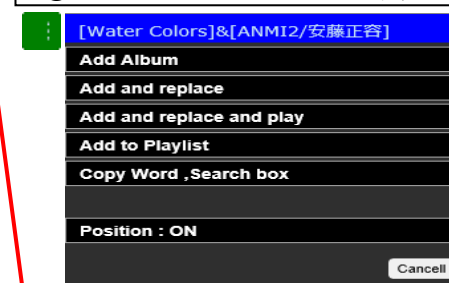 [Water Colors]&[ANMI2/安藤正容]
Add Album
Add and replace
Add and replace and play
Add to Playlist
Copy Word ,Search box
Position : ON
Cancell